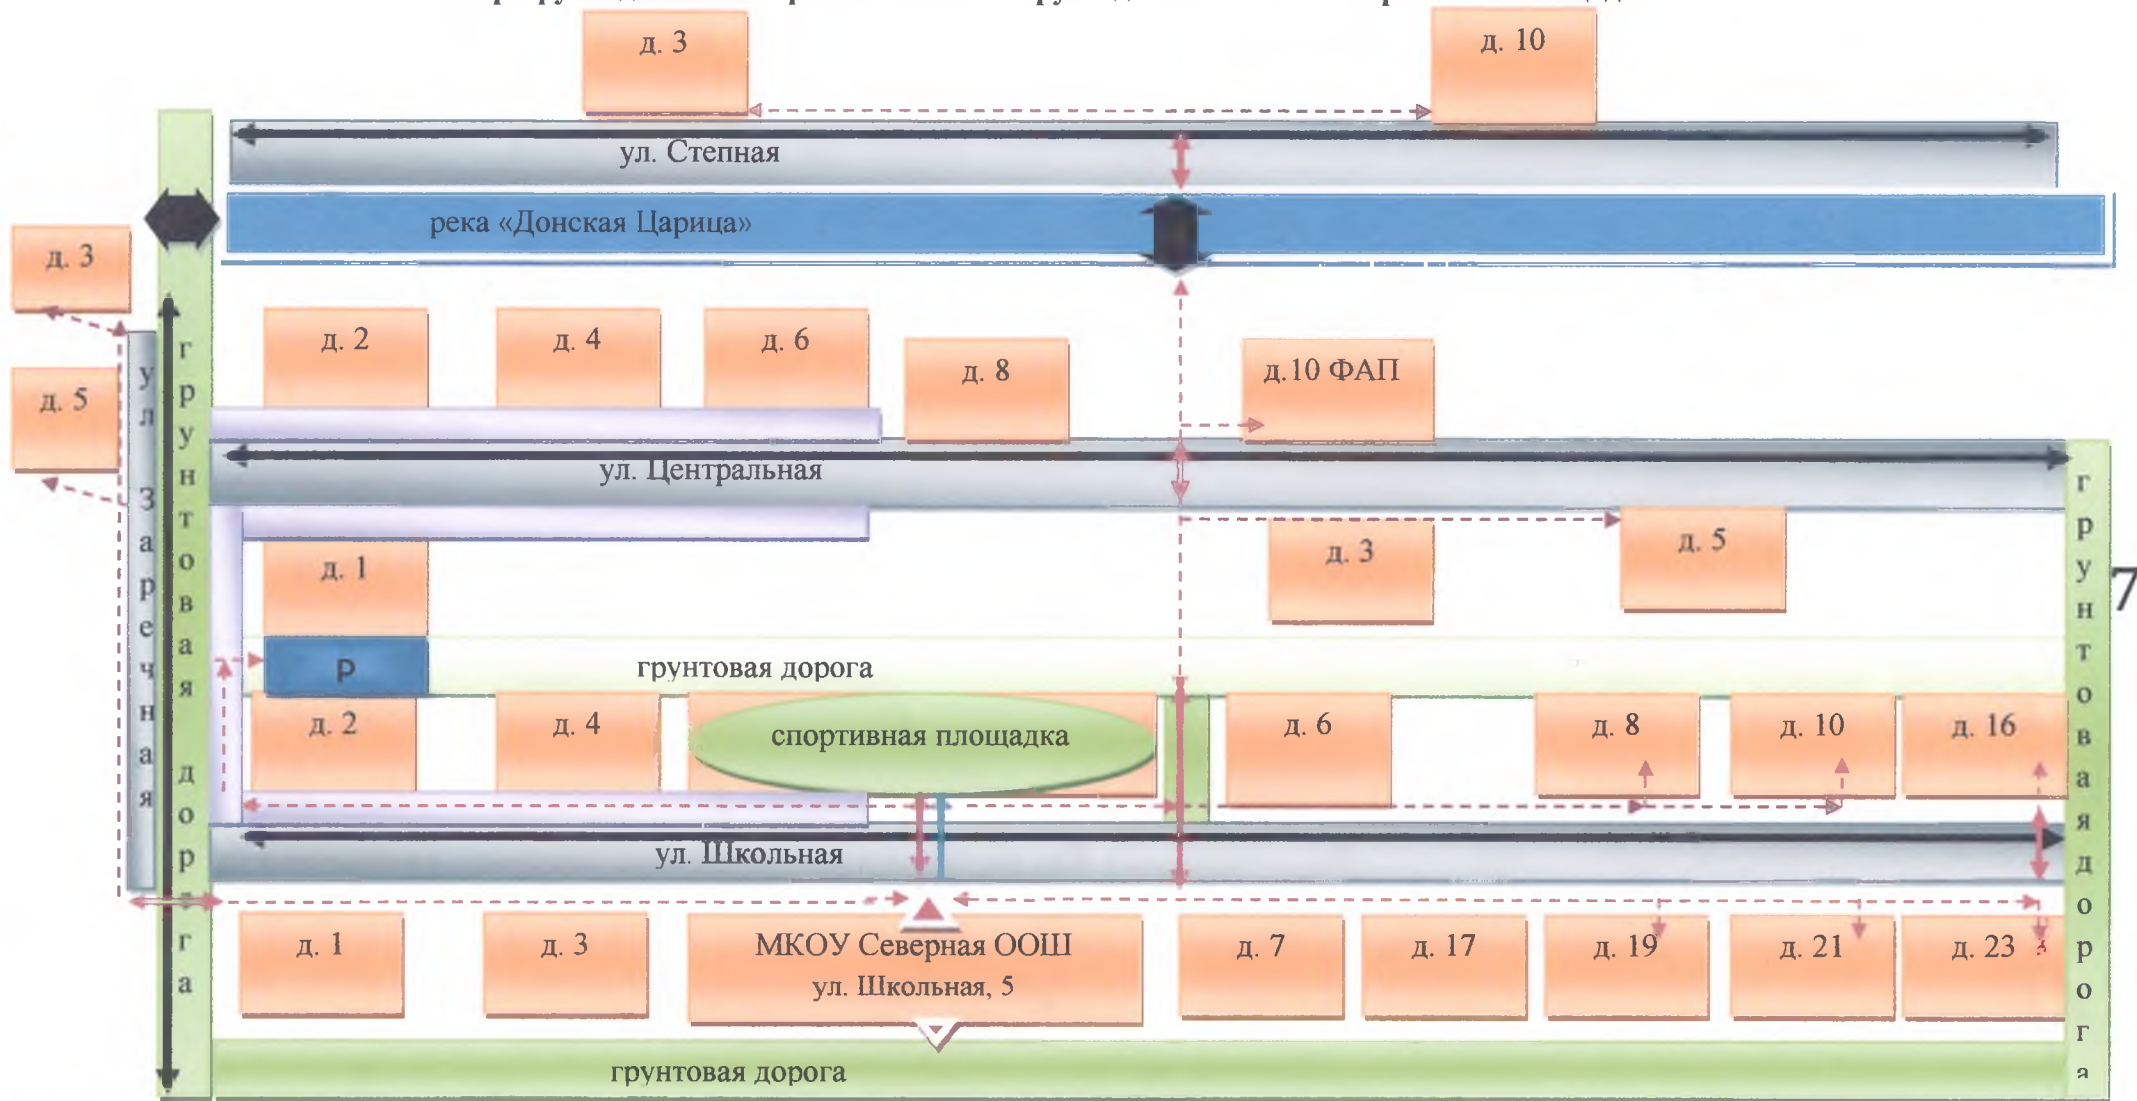 д. 3
д. 10
ул. Степная
река «Донская Царица»
д. 3
д. 5
ул Заречная
грунтовая дорога
д. 2
д. 4
д. 6
д. 8
д.10 ФАП
ул. Центральная
д. 1
д. 3
д. 5
грунтовая дорога
7
P
грунтовая дорога
д. 2
д. 4
спортивная площадка
д. 6
д. 8
д. 10
д. 16
ул. Школьная
д. 1
д. 3
МКОУ Северная ООШ
ул. Школьная, 5
д. 7
д. 17
д. 19
д. 21
д. 23
грунтовая дорога